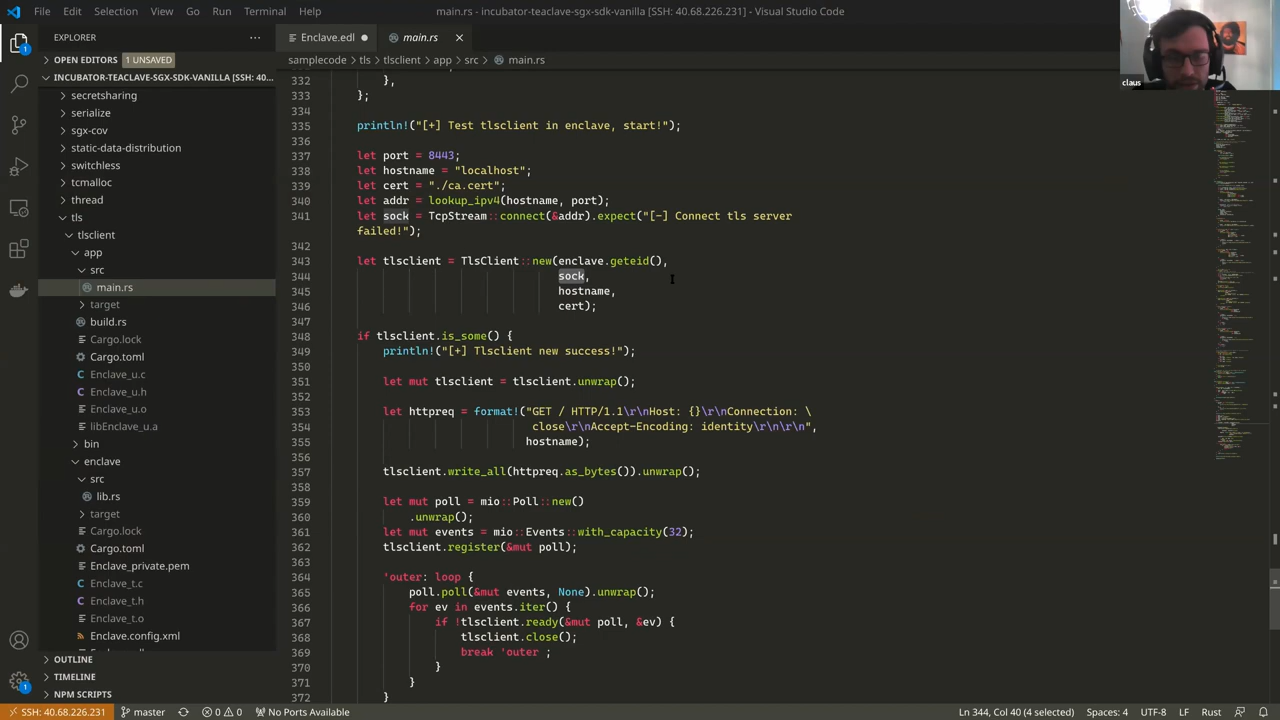 File Edit Selection View Go Run Terminal Help
main.rs - incubator-teaclave-sgx-sdk-vanilla [SSH: 40.68.226.231] - Visual Studio Code
EXPLORER
OPEN EDITORS 1 UNSAVED
INCUBATOR-TEACLAVE-SGX-SDK-VANILLA [SSH: 40....
secretsharing
serialize
sgx-cov
static-data-distribution
switchless
tcmalloc
thread
tls
tlsclient
app
src
main.rs
target
build.rs
Cargo.lock
Cargo.toml
Enclave_u.c
Enclave_u.h
Enclave_u.o
libEnclave_u.a
bin
enclave
src
lib.rs
target
Cargo.lock
Cargo.toml
Enclave_private.pem
Enclave_t.c
Enclave_t.h
Enclave_t.o
Enclave.config.xml
OUTLINE
TIMELINE
NPM SCRIPTS
Enclave.edl main.rs
samplecode > tls > tlsclient > app > src > main.rs
332 },
333 };
334
335 println!("[+] Test tlsclient in enclave, start!");
336
337 let port = 8443;
338 let hostname = "localhost";
339 let cert = "./ca.cert";
340 let addr = lookup_ipv4(hostname, port);
341 let sock = TcpStream::connect(&addr).expect("[-] Connect tls server
failed!");
342
343 let tlsclient = TlsClient::new(enclave.geteid(),
344 sock,
345 hostname,
346 cert);
347
348 if tlsclient.is_some() {
349 println!("[+] Tlsclient new success!");
350
351 let mut tlsclient = tlsclient.unwrap();
352
353 let httpreq = format!("GET / HTTP/1.1\r\nHost: {}\r\nConnection: \
354 close\r\nAccept-Encoding: identity\r\n\r\n",
355 hostname);
356
357 tlsclient.write_all(httpreq.as_bytes()).unwrap();
358
359 let mut poll = mio::Poll::new()
360 .unwrap();
361 let mut events = mio::Events::with_capacity(32);
362 tlsclient.register(&mut poll);
363
364 'outer: loop {
365 poll.poll(&mut events, None).unwrap();
366 for ev in events.iter() {
367 if !tlsclient.ready(&mut poll, &ev) {
368 tlsclient.close();
369 break 'outer ;
370 }
371 }
372 }
claus
SSH: 40.68.226.231 master 0 0 No Ports Available
Ln 344, Col 40 (4 selected) Spaces: 4 UTF-8 LF Rust